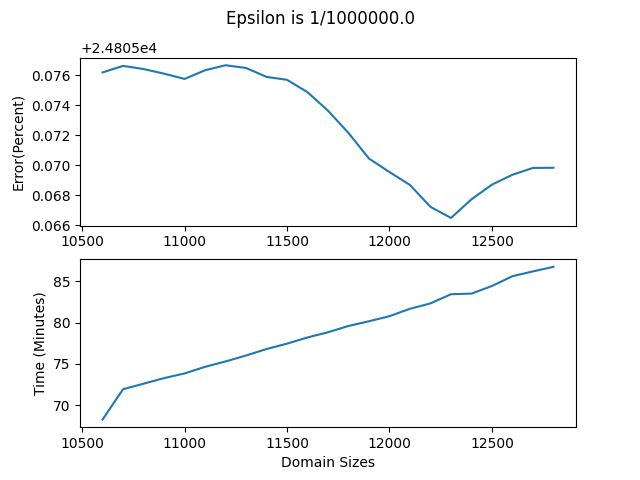 Epsilon is 1/1000000.0
+2.4805e4
Error(Percent)
0.076
0.074
0.072
0.070
0.068
0.066
10500 11000 11500 12000 12500
Time (Minutes)
85
80
75
70
10500 11000 11500 12000 12500
Domain Sizes